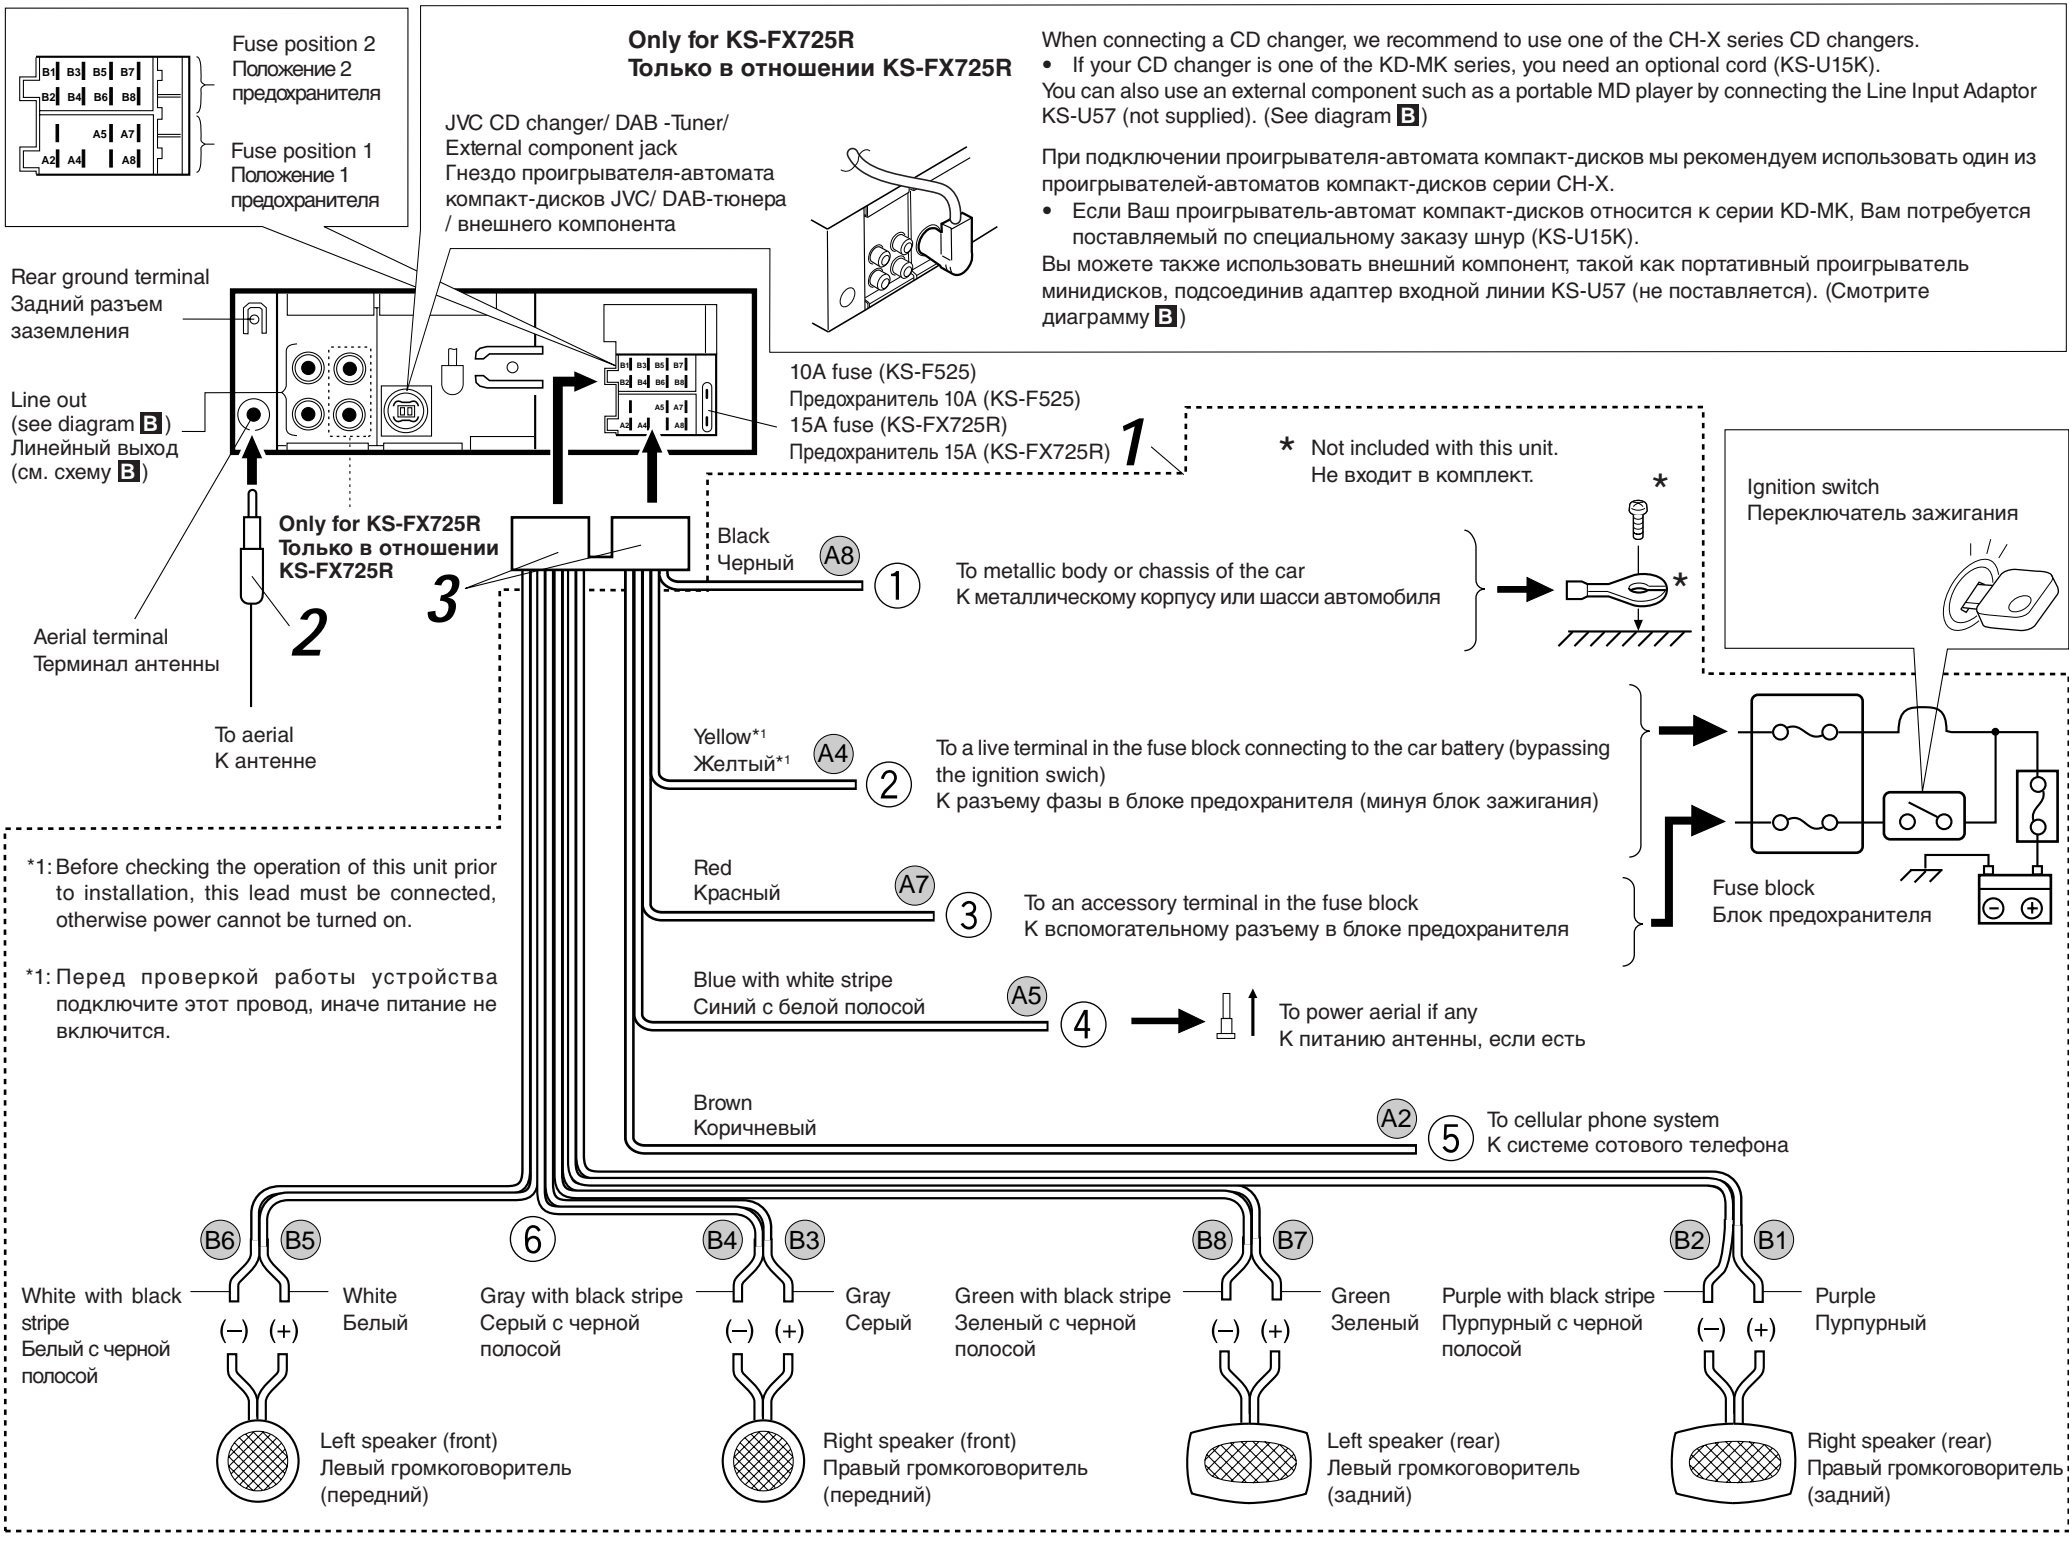 Fuse position 2
Положение 2
предохранителя
B1 B3 B5 B7
B2 B4 B6 B8
A5 A7
A2 A4 A8
Fuse position 1
Положение 1
предохранителя
Only for KS-FX725R
Только в отношении KS-FX725R
JVC CD changer/ DAB -Tuner/
External component jack
Гнездо проигрывателя-автомата
компакт-дисков JVC/ DAB-тюнера
/ внешнего компонента
When connecting a CD changer, we recommend to use one of the CH-X series CD changers.
• If your CD changer is one of the KD-MK series, you need an optional cord (KS-U15K).
You can also use an external component such as a portable MD player by connecting the Line Input Adaptor
KS-U57 (not supplied). (See diagram B)
При подключении проигрывателя-автомата компакт-дисков мы рекомендуем использовать один из
проигрывателей-автоматов компакт-дисков серии CH-X.
• Если Ваш проигрыватель-автомат компакт-дисков относится к серии KD-MK, Вам потребуется
поставляемый по специальному заказу шнур (KS-U15K).
Вы можете также использовать внешний компонент, такой как портативный проигрыватель
минидисков, подсоединив адаптер входной линии KS-U57 (не поставляется). (Смотрите
диаграмму B)
Rear ground terminal
Задний разъем
заземления
Line out
(see diagram B)
Линейный выход
(см. схему B)
B1 B3 B5 B7
B2 B4 B6 B8
A5 A7
A2 A4 A8
10A fuse (KS-F525)
Предохранитель 10A (KS-F525)
15A fuse (KS-FX725R)
Предохранитель 15A (KS-FX725R)
1
* Not included with this unit.
Не входит в комплект.
*
*
Ignition switch
Переключатель зажигания
Only for KS-FX725R
Только в отношении
KS-FX725R
2
3
Aerial terminal
Терминал антенны
To aerial
К антенне
Black
Черный
A8
1
To metallic body or chassis of the car
К металлическому корпусу или шасси автомобиля
Yellow*1
Желтый*1
A4
2
To a live terminal in the fuse block connecting to the car battery (bypassing
the ignition swich)
К разъему фазы в блоке предохранителя (минуя блок зажигания)
*1: Before checking the operation of this unit prior
to installation, this lead must be connected,
otherwise power cannot be turned on.
*1: Перед проверкой работы устройства
подключите этот провод, иначе питание не
включится.
Red
Красный
A7
3
To an accessory terminal in the fuse block
К вспомогательному разъему в блоке предохранителя
Fuse block
Блок предохранителя
Blue with white stripe
Синий с белой полосой
A5
4
To power aerial if any
К питанию антенны, если есть
Brown
Коричневый
A2
5
To cellular phone system
К системе сотового телефона
6
B6 B5
White with black
stripe
Белый с черной
полосой
White
Белый
(–) (+)
Left speaker (front)
Левый громкоговоритель
(передний)
B4 B3
Gray with black stripe
Серый с черной
полосой
Gray
Серый
(–) (+)
Right speaker (front)
Правый громкоговоритель
(передний)
B8 B7
Green with black stripe
Зеленый с черной
полосой
Green
Зеленый
(–) (+)
Left speaker (rear)
Левый громкоговоритель
(задний)
B2 B1
Purple with black stripe
Пурпурный с черной
полосой
Purple
Пурпурный
(–) (+)
Right speaker (rear)
Правый громкоговоритель
(задний)